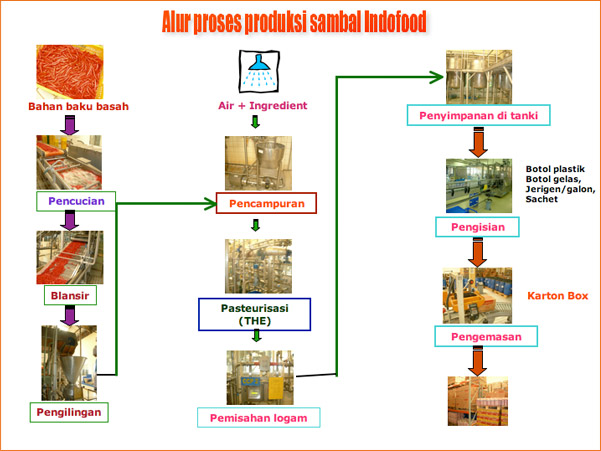 Alur proses produksi sambal Indofood
Bahan baku basah
Pencucian
Blansir
Pengilingan
Air + Ingredient
Pencampuran
Pasteurisasi
(THE)
Pemisahan logam
Penyimpanan di tanki
Botol plastik
Botol gelas,
Jerigen/galon,
Sachet
Pengisian
Karton Box
Pengemasan